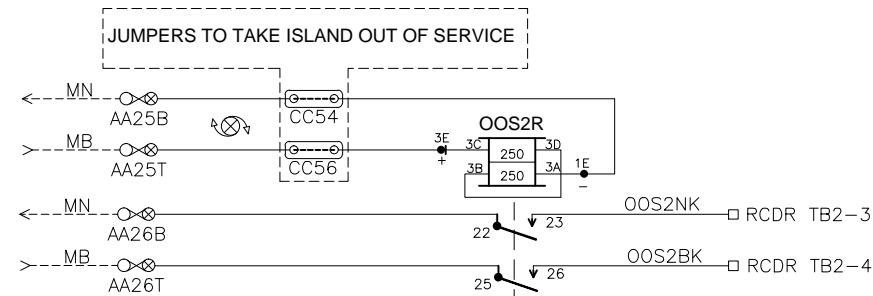 JUMPERS TO TAKE ISLAND OUT OF SERVICE
MN
AA25B
CC54
OOS2R
MB
AA25T
CC56
3E
+
3C
250
3D
3B
250
3A
1E
-
MN
AA26B
22
23
OOS2NK
RCDR TB2-3
MB
AA26T
25
26
OOS2BK
RCDR TB2-4